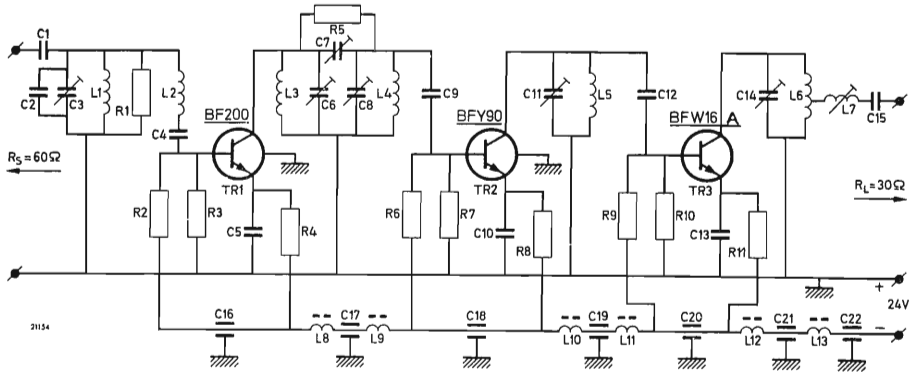 R5
C1
C7
L1
R1
L2
L3
C6
C8
L4
C9
C11
L5
C12
C14
L6
L7
C15
C2
C3
BF200
BFY90
BFW16 A
C4
RS=60Ω
TR1
TR2
TR3
RL=30Ω
R2
R3
C5
R4
R6
R7
C10
R8
R9
R10
C13
R11
+
24V
-
21154
C16
L8
C17
L9
C18
L10
C19
L11
C20
L12
C21
L13
C22